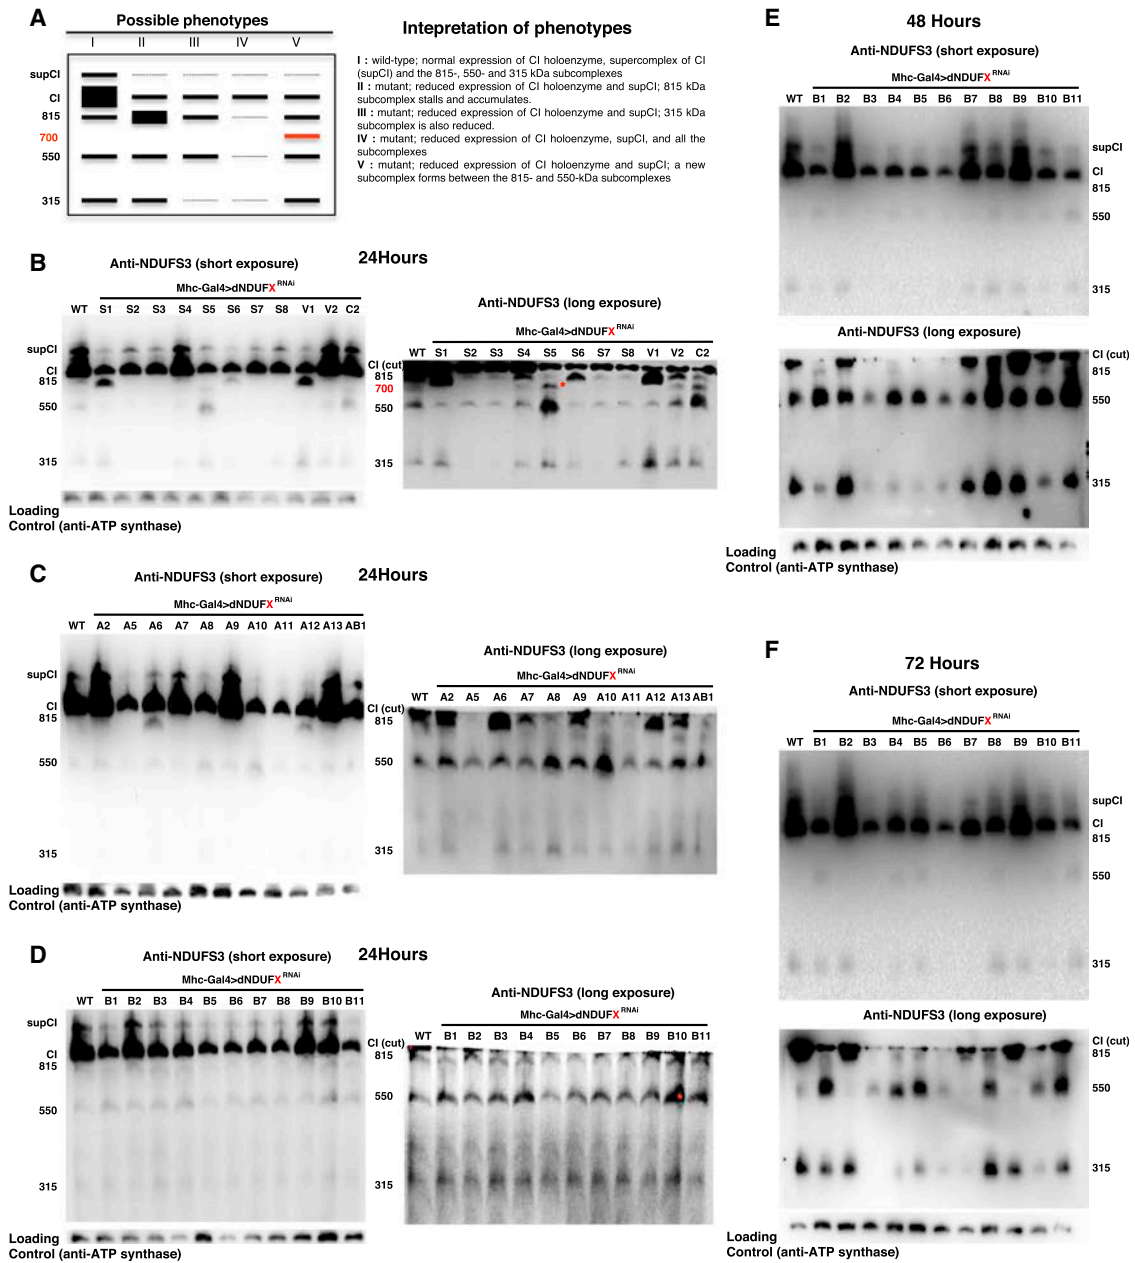 A
Possible phenotypes
I II III IV V
supCI
CI
815
700
550
315
Intepretation of phenotypes
I : wild-type; normal expression of CI holoenzyme, supercomplex of CI
(supCI) and the 815-, 550- and 315 kDa subcomplexes
II : mutant; reduced expression of CI holoenzyme and supCI; 815 kDa
subcomplex stalls and accumulates.
III : mutant; reduced expression of CI holoenzyme and supCI; 315 kDa
subcomplex is also reduced.
IV : mutant; reduced expression of CI holoenzyme, supCI, and all the
subcomplexes
V : mutant; reduced expression of CI holoenzyme and supCI; a new
subcomplex forms between the 815- and 550-kDa subcomplexes
B
24Hours
Anti-NDUFS3 (short exposure)
Mhc-Gal4>dNDUFX RNAi
WT S1 S2 S3 S4 S5 S6 S7 S8 V1 V2 C2
supCI
CI
815
550
315
Loading
Control (anti-ATP synthase)
Anti-NDUFS3 (long exposure)
Mhc-Gal4>dNDUFX RNAi
WT S1 S2 S3 S4 S5 S6 S7 S8 V1 V2 C2
CI (cut)
815
700
*
550
315
C
24Hours
Anti-NDUFS3 (short exposure)
Mhc-Gal4>dNDUFX RNAi
WT A2 A5 A6 A7 A8 A9 A10 A11 A12 A13 AB1
supCI
CI
815
550
315
Loading
Control (anti-ATP synthase)
Anti-NDUFS3 (long exposure)
Mhc-Gal4>dNDUFX RNAi
WT A2 A5 A6 A7 A8 A9 A10 A11 A12 A13 AB1
CI (cut)
815
550
315
D
24Hours
Anti-NDUFS3 (short exposure)
Mhc-Gal4>dNDUFX RNAi
WT B1 B2 B3 B4 B5 B6 B7 B8 B9 B10 B11
supCI
CI
815
550
315
Loading
Control (anti-ATP synthase)
Anti-NDUFS3 (long exposure)
Mhc-Gal4>dNDUFX RNAi
WT B1 B2 B3 B4 B5 B6 B7 B8 B9 B10 B11
CI (cut)
815
550
315
E
48 Hours
Anti-NDUFS3 (short exposure)
Mhc-Gal4>dNDUFX RNAi
WT B1 B2 B3 B4 B5 B6 B7 B8 B9 B10 B11
supCI
CI
815
550
315
Anti-NDUFS3 (long exposure)
CI (cut)
815
550
315
Loading
Control (anti-ATP synthase)
F
72 Hours
Anti-NDUFS3 (short exposure)
Mhc-Gal4>dNDUFX RNAi
WT B1 B2 B3 B4 B5 B6 B7 B8 B9 B10 B11
supCI
CI
815
550
315
Anti-NDUFS3 (long exposure)
CI (cut)
815
550
315
Loading
Control (anti-ATP synthase)